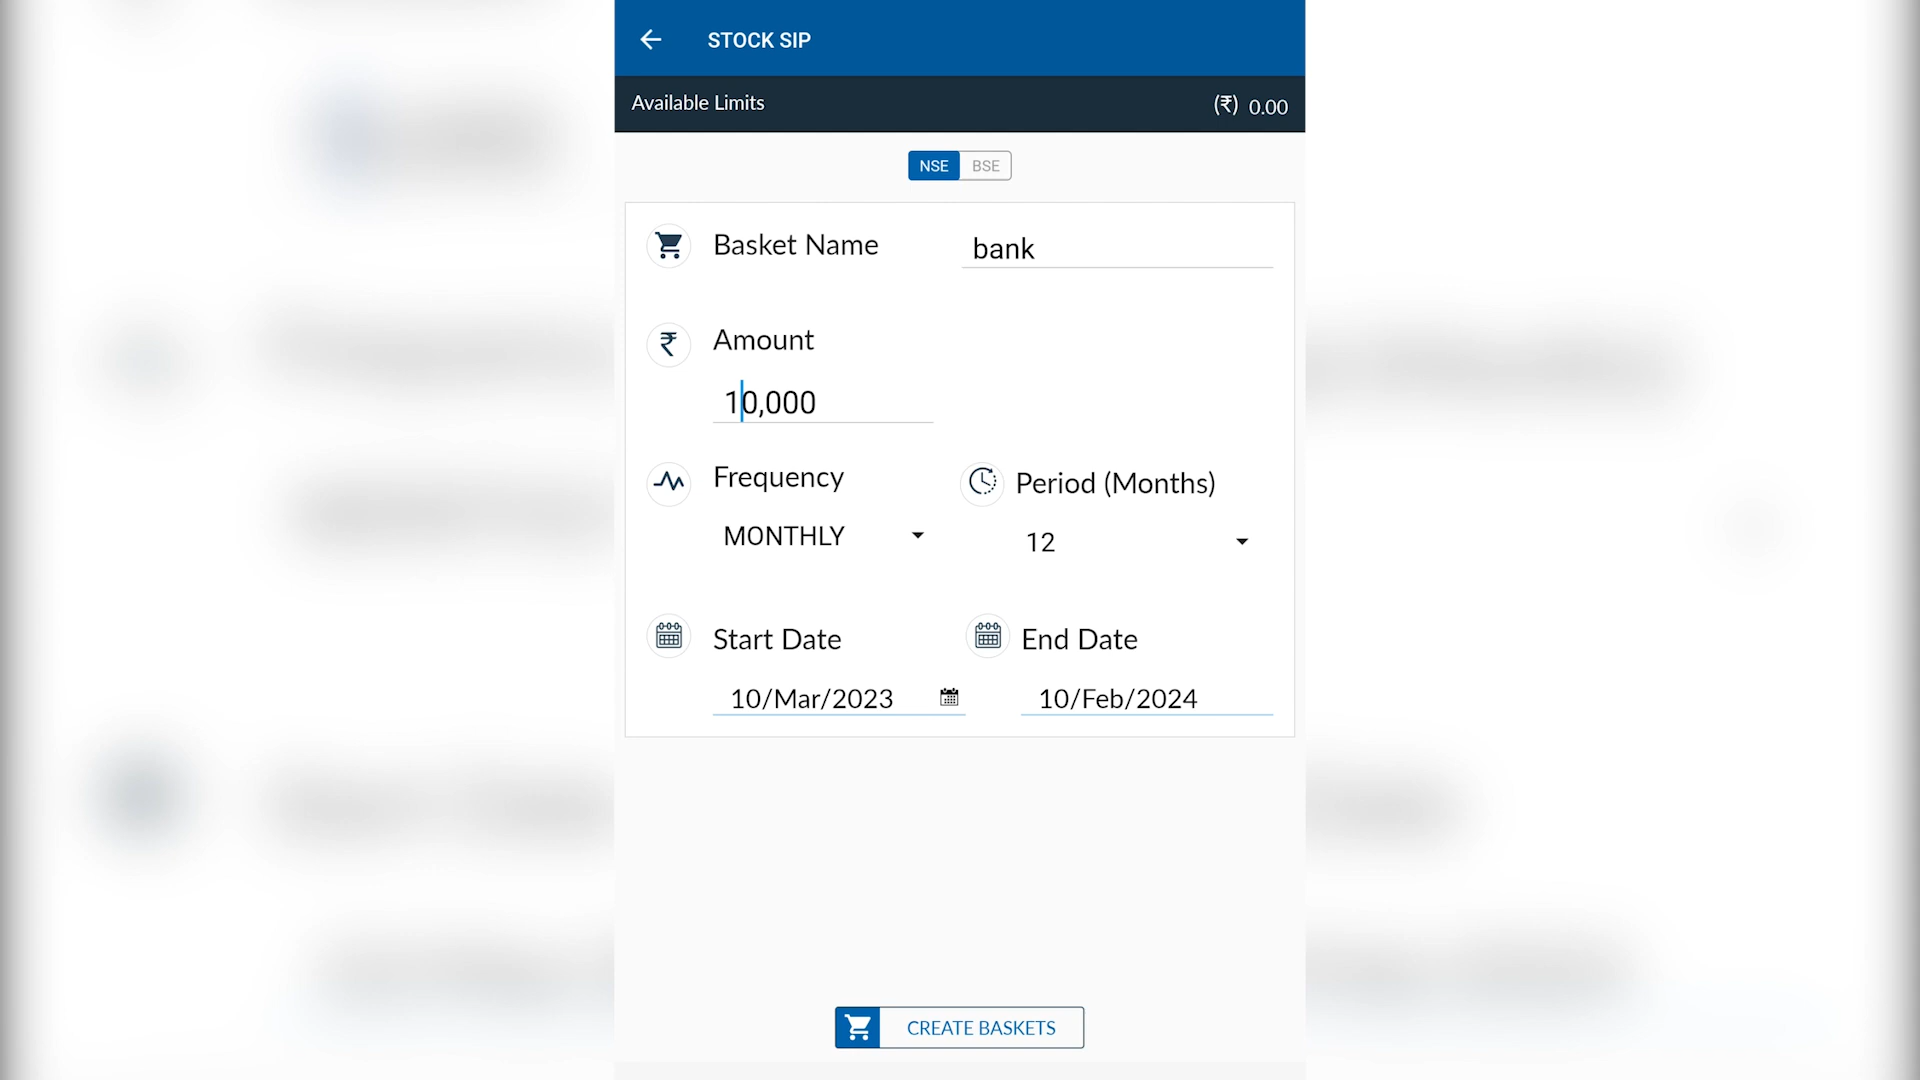 STOCK SIP
Available Limits (₹) 0.00
NSE BSE
Basket Name bank
Amount
10,000
Frequency Period (Months)
MONTHLY 12
Start Date End Date
10/Mar/2023 10/Feb/2024
CREATE BASKETS